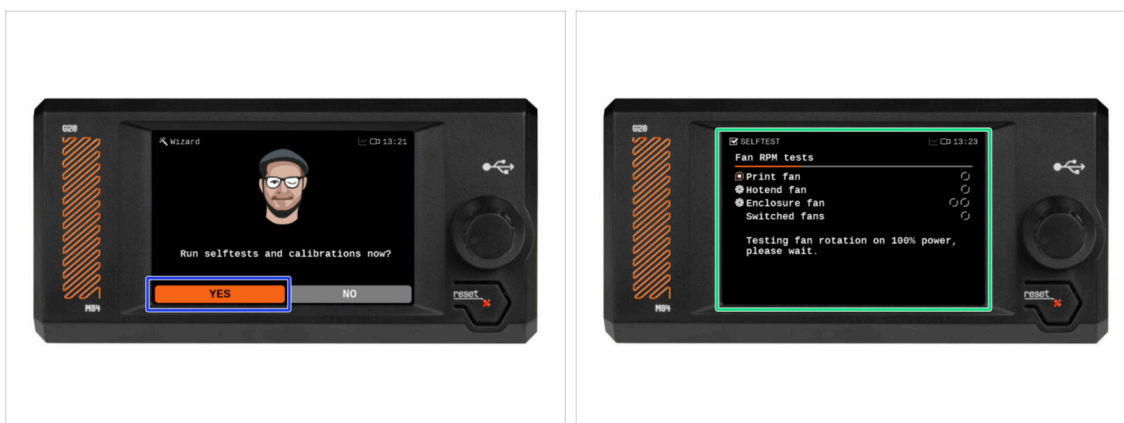 G28
Wizard
13:21
Run selftests and calibrations now?
YES
NO
reset
M84
G28
SELFTEST
13:23
Fan RPM tests
Print fan
Hotend fan
Enclosure fan
Switched fans
Testing fan rotation on 100% power,
please wait.
reset
M84